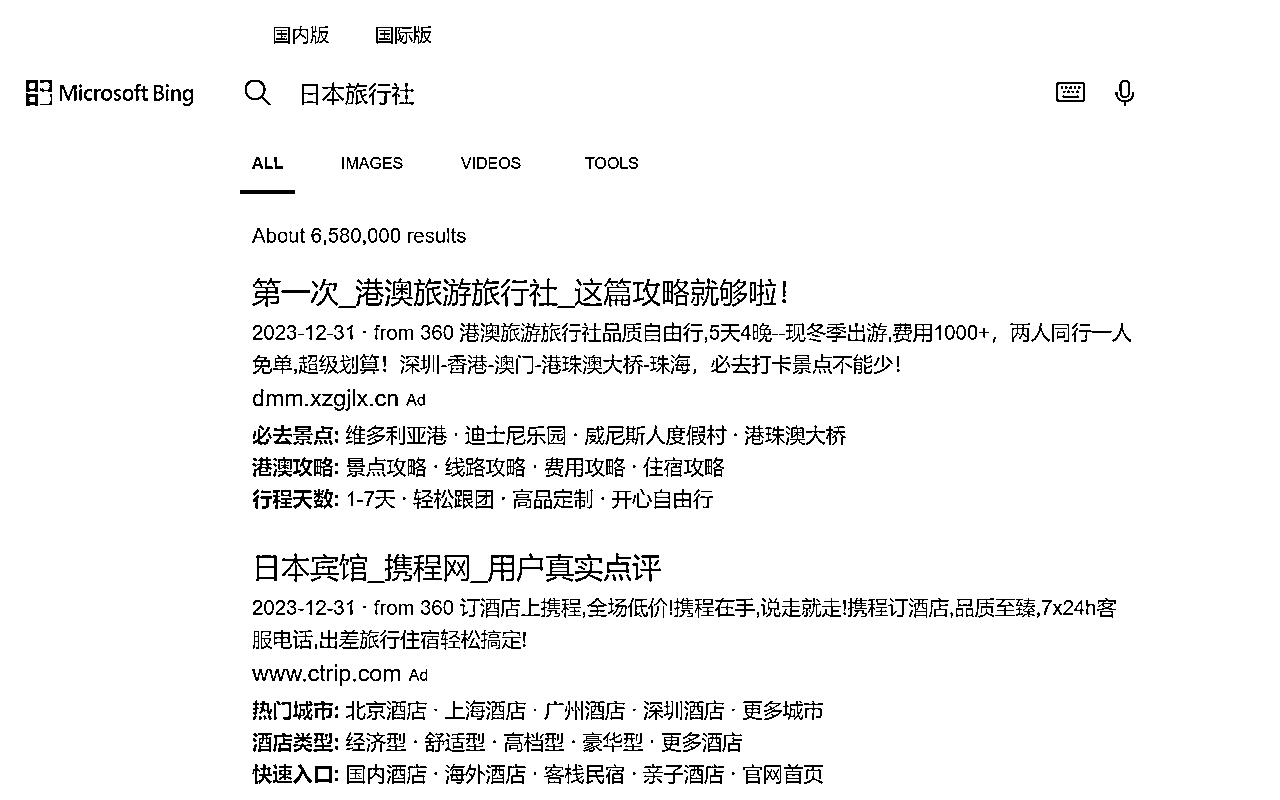 国内版 国际版
Microsoft Bing 日本旅行社
ALL IMAGES VIDEOS TOOLS
About 6,580,000 results
第一次_港澳旅游旅行社_这篇攻略就够啦!
2023-12-31 · from 360 港澳旅游旅行社品质自由行,5天4晚--现冬季出游,费用1000+，两人同行一人
免单,超级划算！深圳-香港-澳门-港珠澳大桥-珠海，必去打卡景点不能少！
dmm.xzgjlx.cn Ad
必去景点: 维多利亚港 · 迪士尼乐园 · 威尼斯人度假村 · 港珠澳大桥
港澳攻略: 景点攻略 · 线路攻略 · 费用攻略 · 住宿攻略
行程天数: 1-7天 · 轻松跟团 · 高品定制 · 开心自由行
日本宾馆_携程网_用户真实点评
2023-12-31 · from 360 订酒店上携程,全场低价!携程在手,说走就走!携程订酒店,品质至臻,7x24h客
服电话,出差旅行住宿轻松搞定!
www.ctrip.com Ad
热门城市: 北京酒店 · 上海酒店 · 广州酒店 · 深圳酒店 · 更多城市
酒店类型: 经济型 · 舒适型 · 高档型 · 豪华型 · 更多酒店
快速入口: 国内酒店 · 海外酒店 · 客栈民宿 · 亲子酒店 · 官网首页